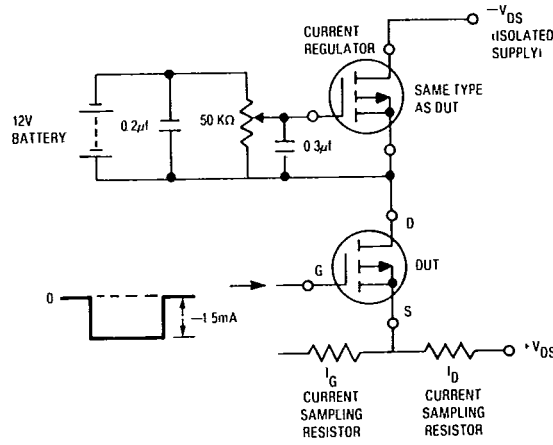 −VDS
(ISOLATED
SUPPLY)
CURRENT
REGULATOR
SAME TYPE
AS DUT
12V
BATTERY
0.2μf
50 KΩ
0.3μf
D
G
DUT
0
−1.5mA
S
+VDS
IG
CURRENT
SAMPLING
RESISTOR
ID
CURRENT
SAMPLING
RESISTOR